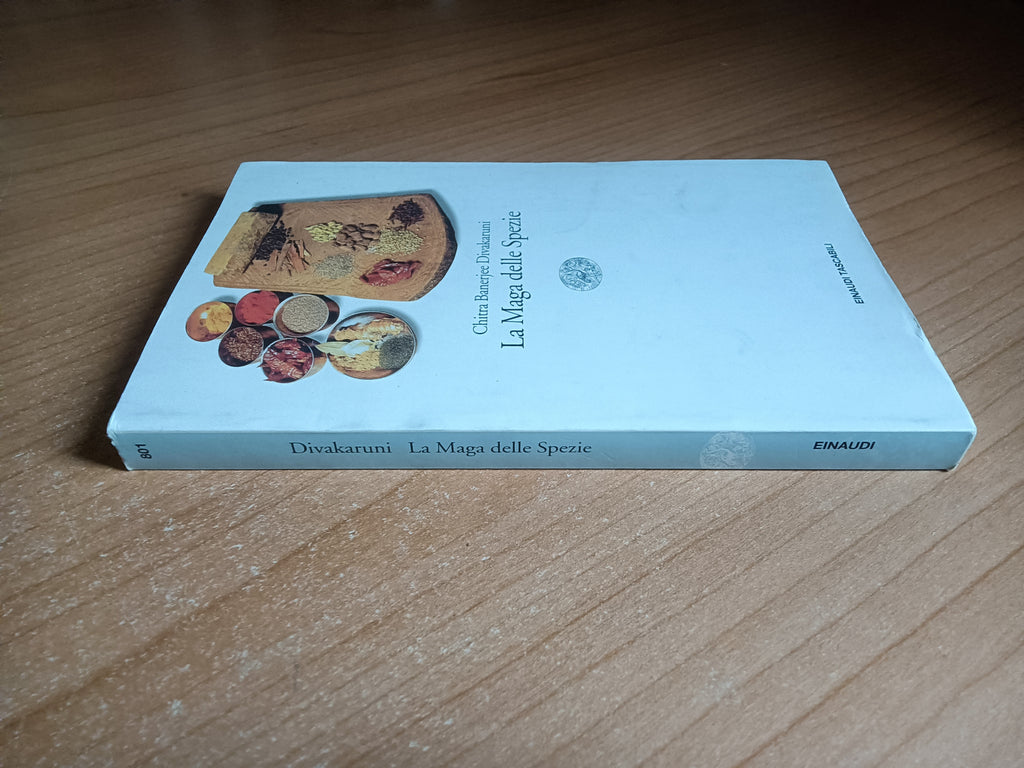 Chitra Banerjee Divakaruni
La Maga delle Spezie
EINAUDI TASCABILI
801
Divakaruni La Maga delle Spezie
EINAUDI